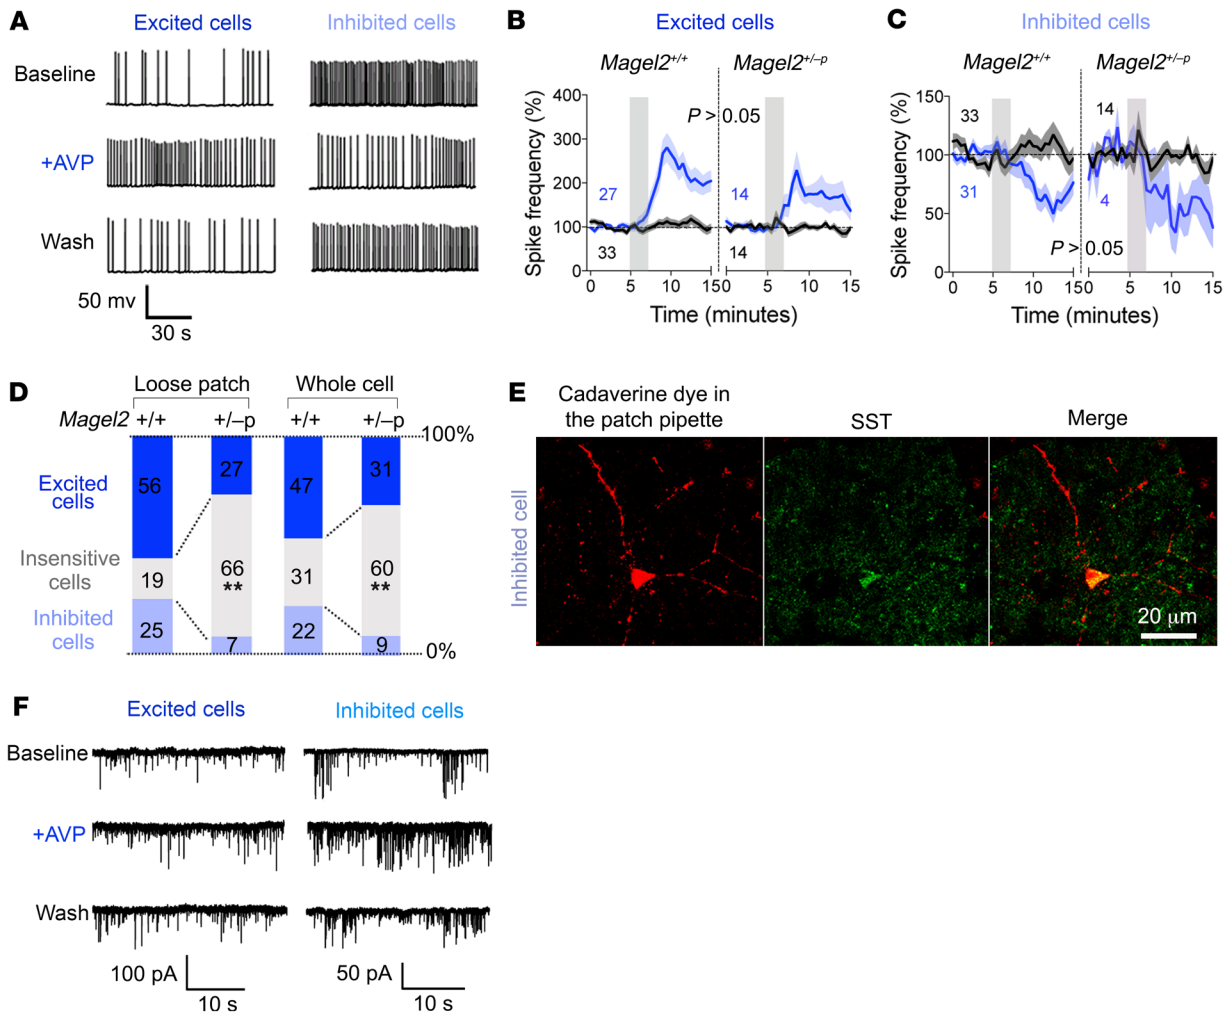 A
Excited cells
Inhibited cells
Baseline
+AVP
Wash
50 mv
30 s
B
Excited cells
Magel2+/+
Magel2+/–p
Spike frequency (%)
400
300
200
100
0
P > 0.05
27
33
14
14
0 5 10 15
0 5 10 15
Time (minutes)
C
Inhibited cells
Magel2+/+
Magel2+/–p
Spike frequency (%)
150
100
50
0
33
31
14
4
P > 0.05
0 5 10 15
0 5 10 15
Time (minutes)
D
Loose patch
Whole cell
Magel2 +/+ +/–p +/+ +/–p
100%
Excited
cells
56 27 47 31
Insensitive
cells
19 66 31 60
** **
Inhibited
cells
25 7 22 9
0%
E
Cadaverine dye in
the patch pipette
SST
Merge
Inhibited cell
20 μm
F
Excited cells
Inhibited cells
Baseline
+AVP
Wash
100 pA
10 s
50 pA
10 s